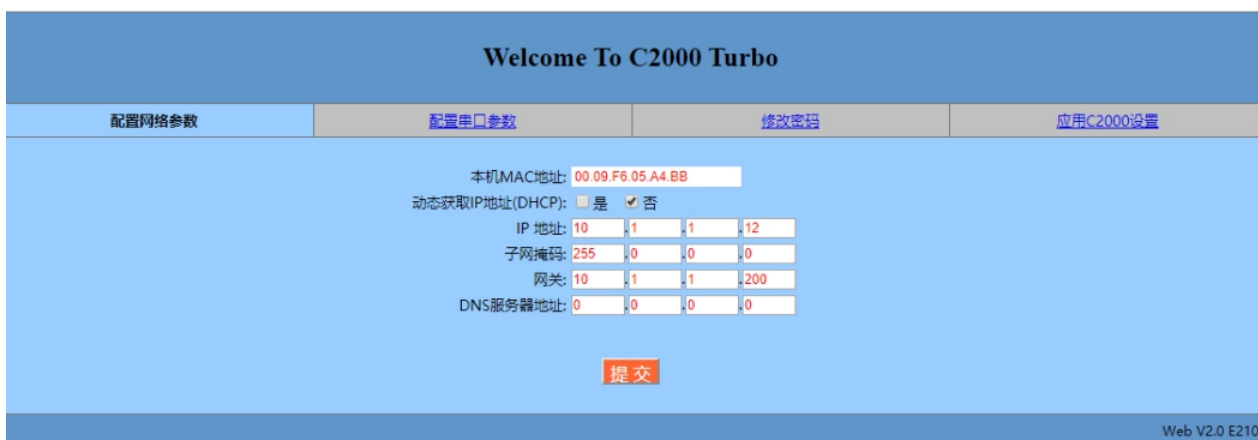 Welcome To C2000 Turbo
配置网络参数 配置串口参数 修改密码 应用C2000设置
本机MAC地址: 00.09.F6.05.A4.BB
动态获取IP地址(DHCP): 是 否
IP 地址: 10 .1 .1 .12
子网掩码: 255 .0 .0 .0
网关: 10 .1 .1 .200
DNS服务器地址: 0 .0 .0 .0
提 交
Web V2.0 E210